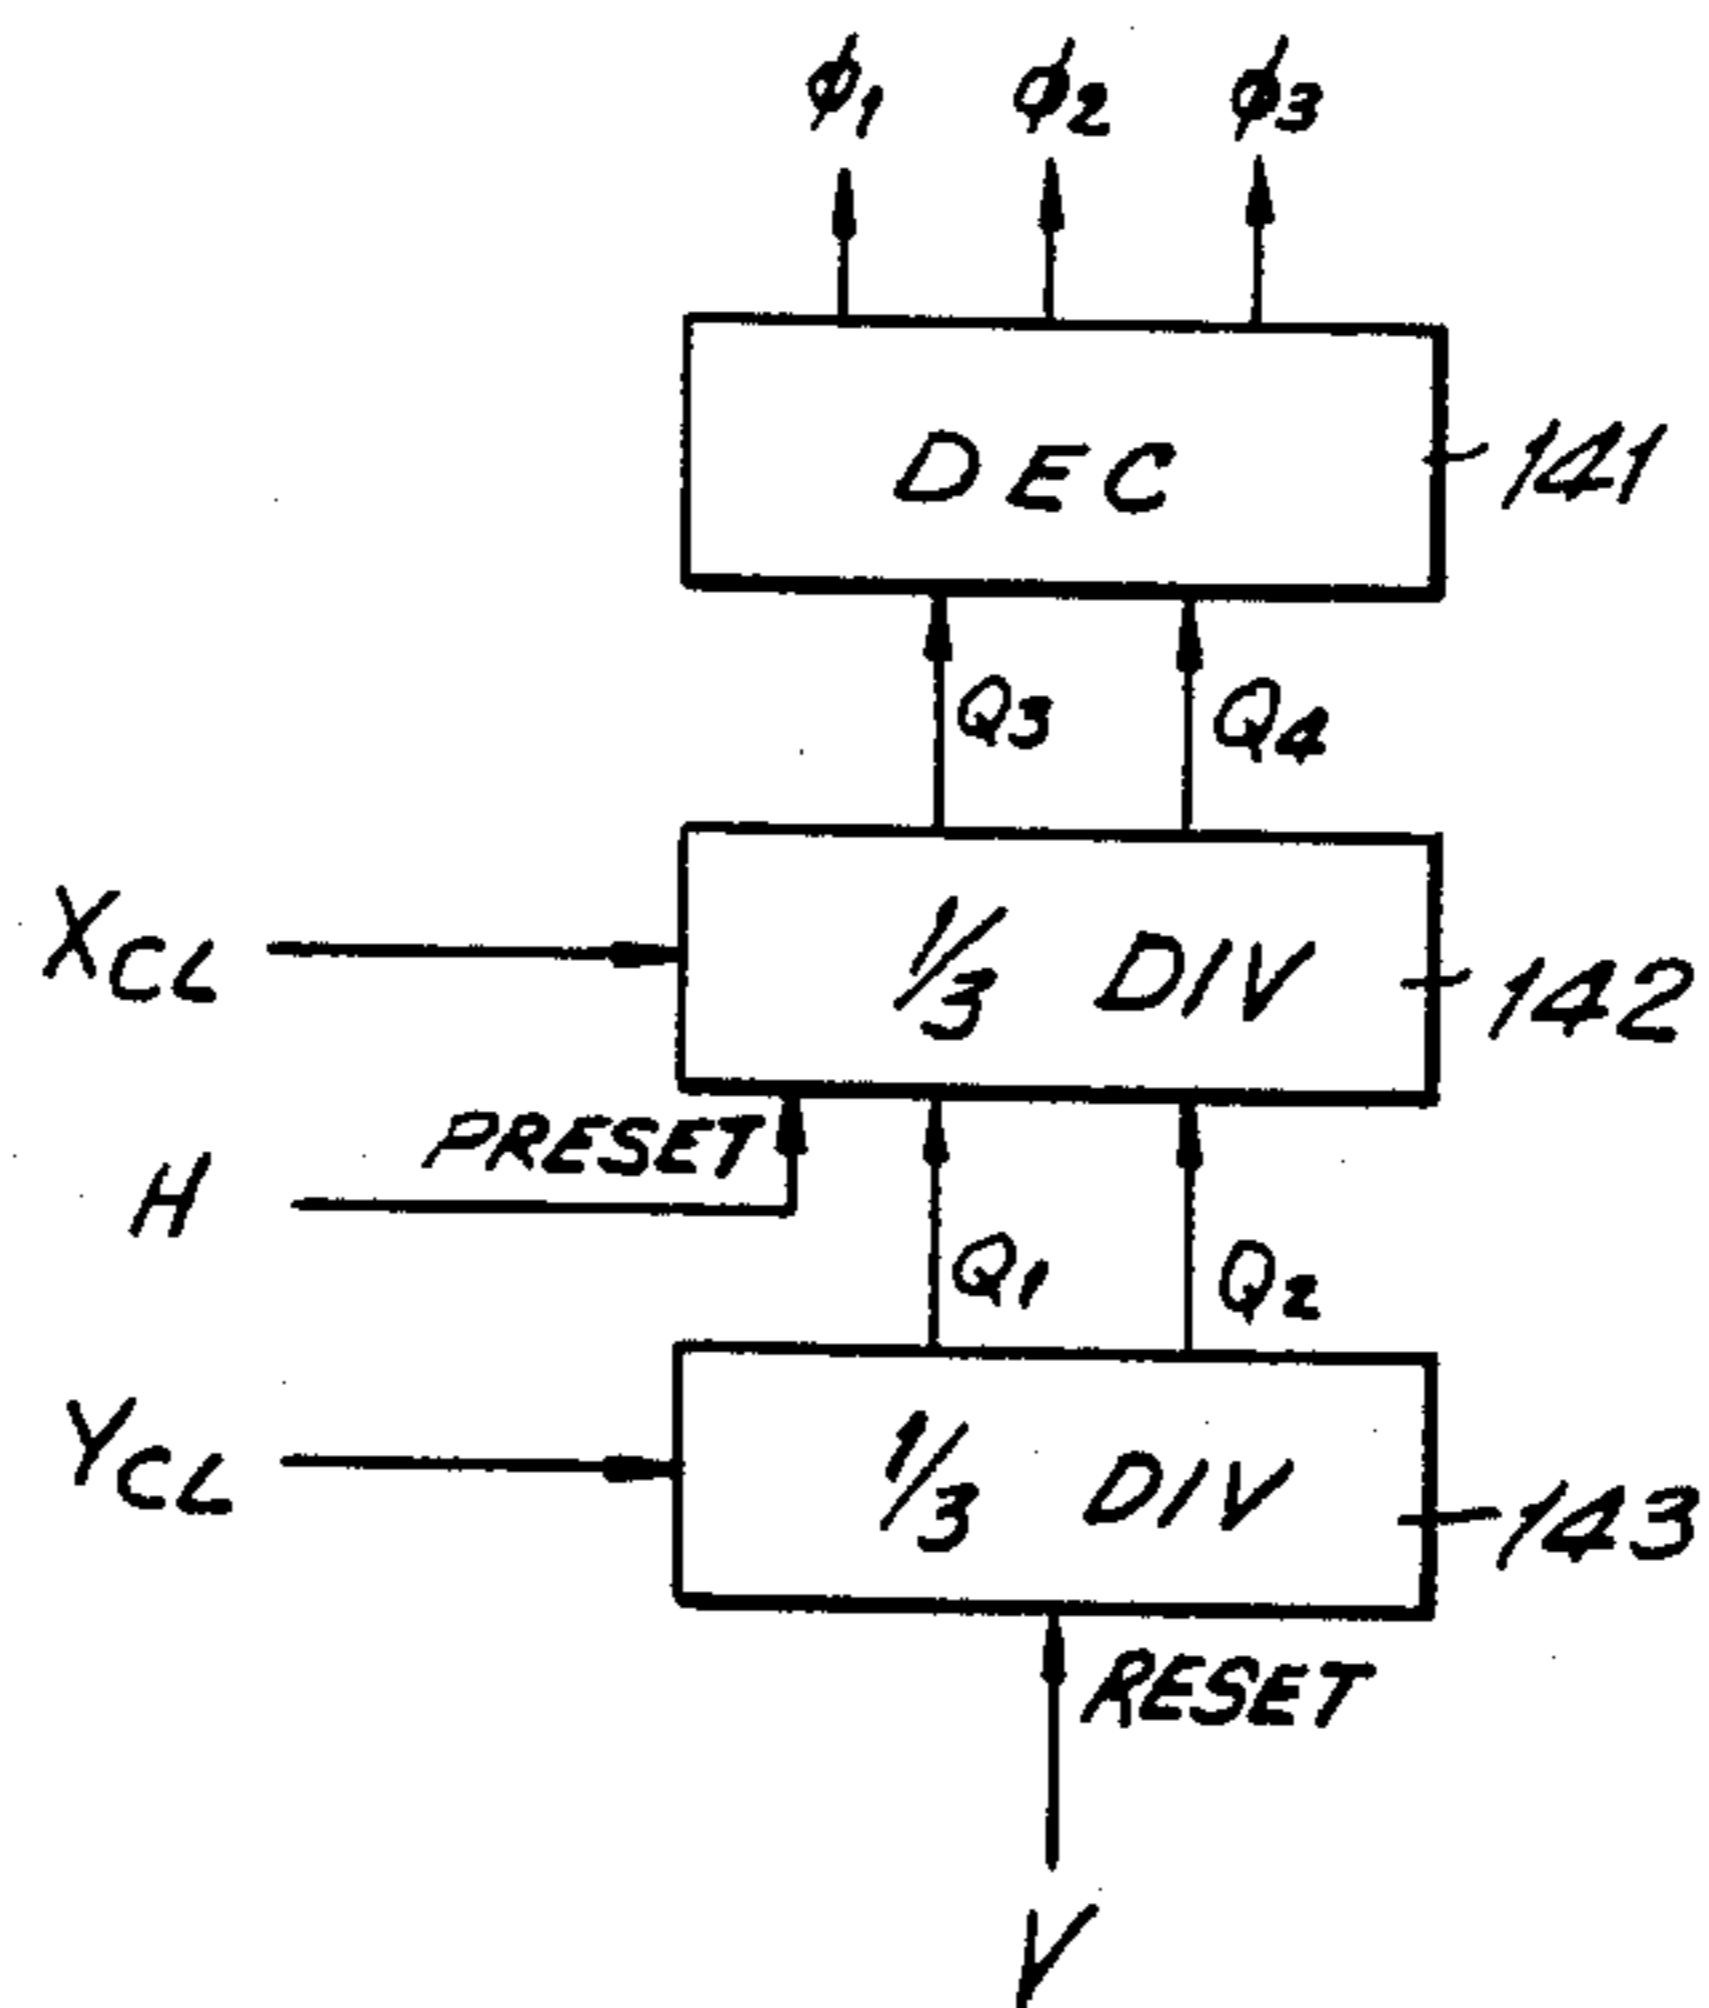 ϕ1 ϕ2 ϕ3
DEC 141
Q3 Q4
XCL 1/3 DIV 142
PRESET
H
Q1 Q2
YCL 1/3 DIV 143
RESET
V